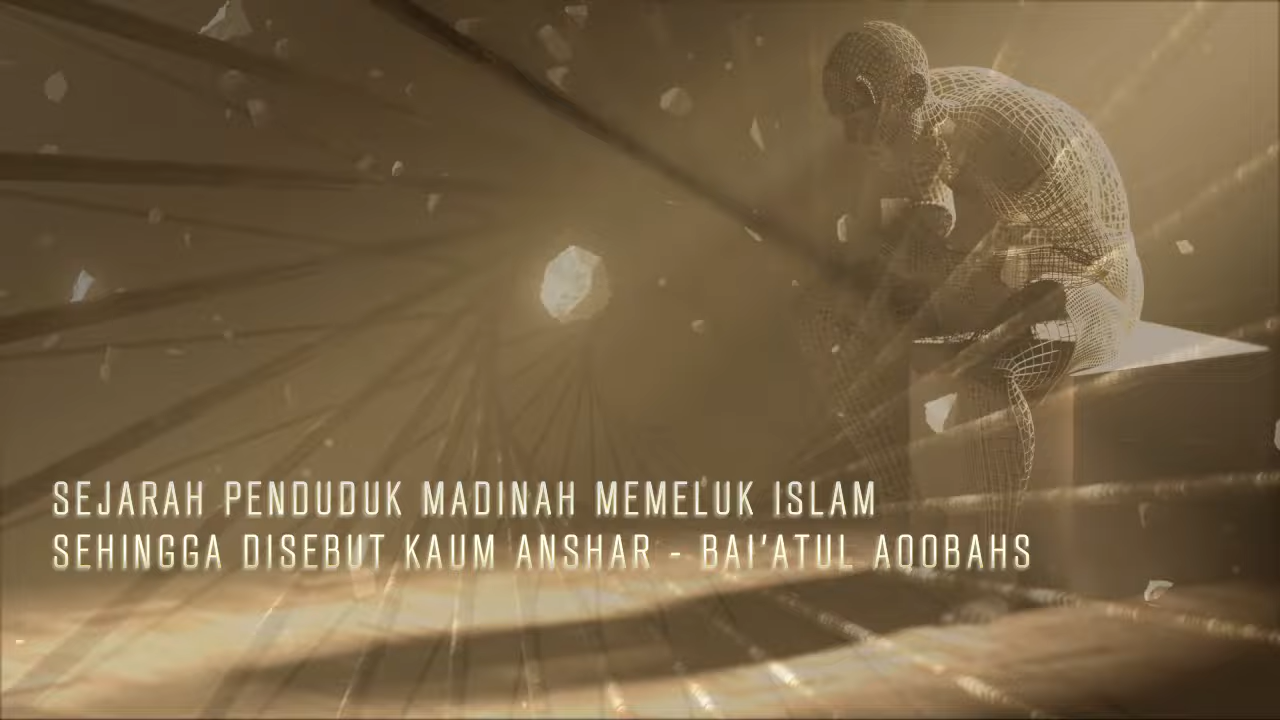 SEJARAH PENDUDUK MADINAH MEMELUK ISLAM
SEHINGGA DISEBUT KAUM ANSHAR - BAI'ATUL AQOBAHS